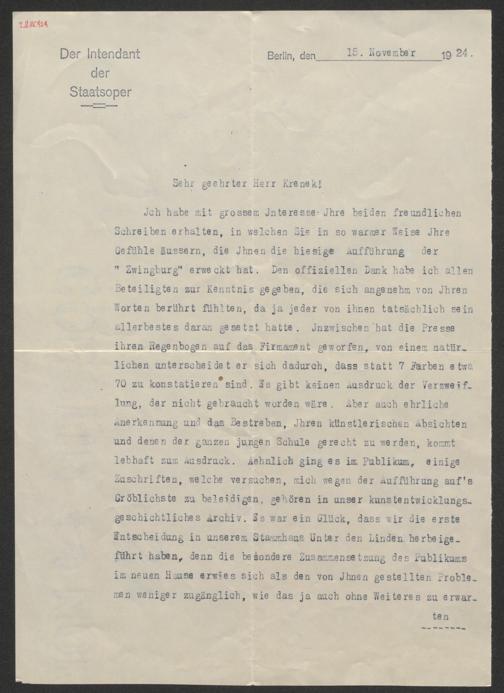 Der Intendant
der
Staatsoper
Berlin, den 15. November 1924.
Sehr geehrter Herr Krenek!
Jch habe mit grossem Jnteresse Jhre beiden freundlichen
Schreiben erhalten, in welchen Sie in so warmer Weise Jhre
Gefühle äussern, die Jhnen die hiesige Aufführung der
" Zwingburg" erweckt hat. Den offiziellen Dank habe ich allen
Beteiligten zur Kenntnis gegeben, die sich angenehm von Jhren
Worten berührt fühlten, da ja jeder von ihnen tatsächlich sein
allerbestes daran gesetzt hatte. Jnzwischen hat die Presse
ihren Regenbogen auf das Firmament geworfen, von einem natür-
lichen unterscheidet er sich dadurch, dass statt 7 Farben etwa
70 zu konstatieren sind. Es gibt keinen Ausdruck der Verzweif-
lung, der nicht gebraucht worden wäre. Aber auch ehrliche
Anerkennung und das Bestreben, Jhren künstlerischen Absichten
und denen der ganzen jungen Schule gerecht zu werden, kommt
lebhaft zum Ausdruck. Aehnlich ging es im Publikum, einige
Zuschriften, welche versuchen, mich wegen der Aufführung auf's
Gröblichste zu beleidigen, gehören in unser kunstentwicklungs-
geschichtliches Archiv. Es war ein Glück, dass wir die erste
Entscheidung in unserem Stammhaus Unter den Linden herbeige-
führt haben, denn die besondere Zusammensetzung des Publikums
im neuen Hause erwies sich als den von Jhnen gestellten Proble-
men weniger zugänglich, wie das ja auch ohne Weiteres zu erwar-
ten